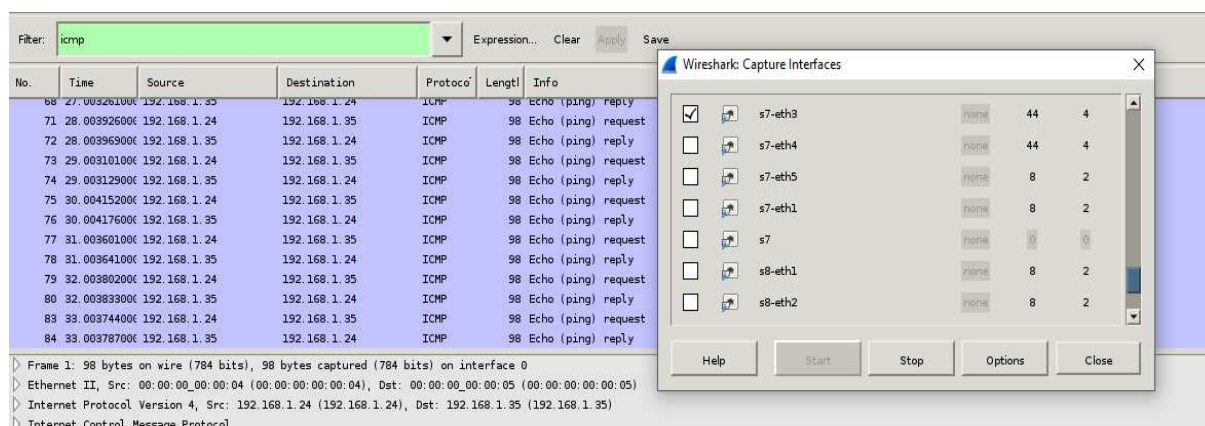 Filter: icmp Expression... Clear Apply Save
No. Time Source Destination Protoco Lengtl Info
68 27.003261000 192.168.1.35 192.168.1.24 ICMP 98 Echo (ping) reply
71 28.003926000 192.168.1.24 192.168.1.35 ICMP 98 Echo (ping) request
72 28.003969000 192.168.1.35 192.168.1.24 ICMP 98 Echo (ping) reply
73 29.003101000 192.168.1.24 192.168.1.35 ICMP 98 Echo (ping) request
74 29.003129000 192.168.1.35 192.168.1.24 ICMP 98 Echo (ping) reply
75 30.004152000 192.168.1.24 192.168.1.35 ICMP 98 Echo (ping) request
76 30.004176000 192.168.1.35 192.168.1.24 ICMP 98 Echo (ping) reply
77 31.003601000 192.168.1.24 192.168.1.35 ICMP 98 Echo (ping) request
78 31.003641000 192.168.1.35 192.168.1.24 ICMP 98 Echo (ping) reply
79 32.003802000 192.168.1.24 192.168.1.35 ICMP 98 Echo (ping) request
80 32.003833000 192.168.1.35 192.168.1.24 ICMP 98 Echo (ping) reply
83 33.003744000 192.168.1.24 192.168.1.35 ICMP 98 Echo (ping) request
84 33.003787000 192.168.1.35 192.168.1.24 ICMP 98 Echo (ping) reply
Frame 1: 98 bytes on wire (784 bits), 98 bytes captured (784 bits) on interface 0
Ethernet II, Src: 00:00:00_00:00:04 (00:00:00:00:00:04), Dst: 00:00:00_00:00:05 (00:00:00:00:00:05)
Internet Protocol Version 4, Src: 192.168.1.24 (192.168.1.24), Dst: 192.168.1.35 (192.168.1.35)
Internet Control Message Protocol
Wireshark: Capture Interfaces
s7-eth3 none 44 4
s7-eth4 none 44 4
s7-eth5 none 8 2
s7-eth1 none 8 2
s7 none 0 0
s8-eth1 none 8 2
s8-eth2 none 8 2
Help Start Stop Options Close